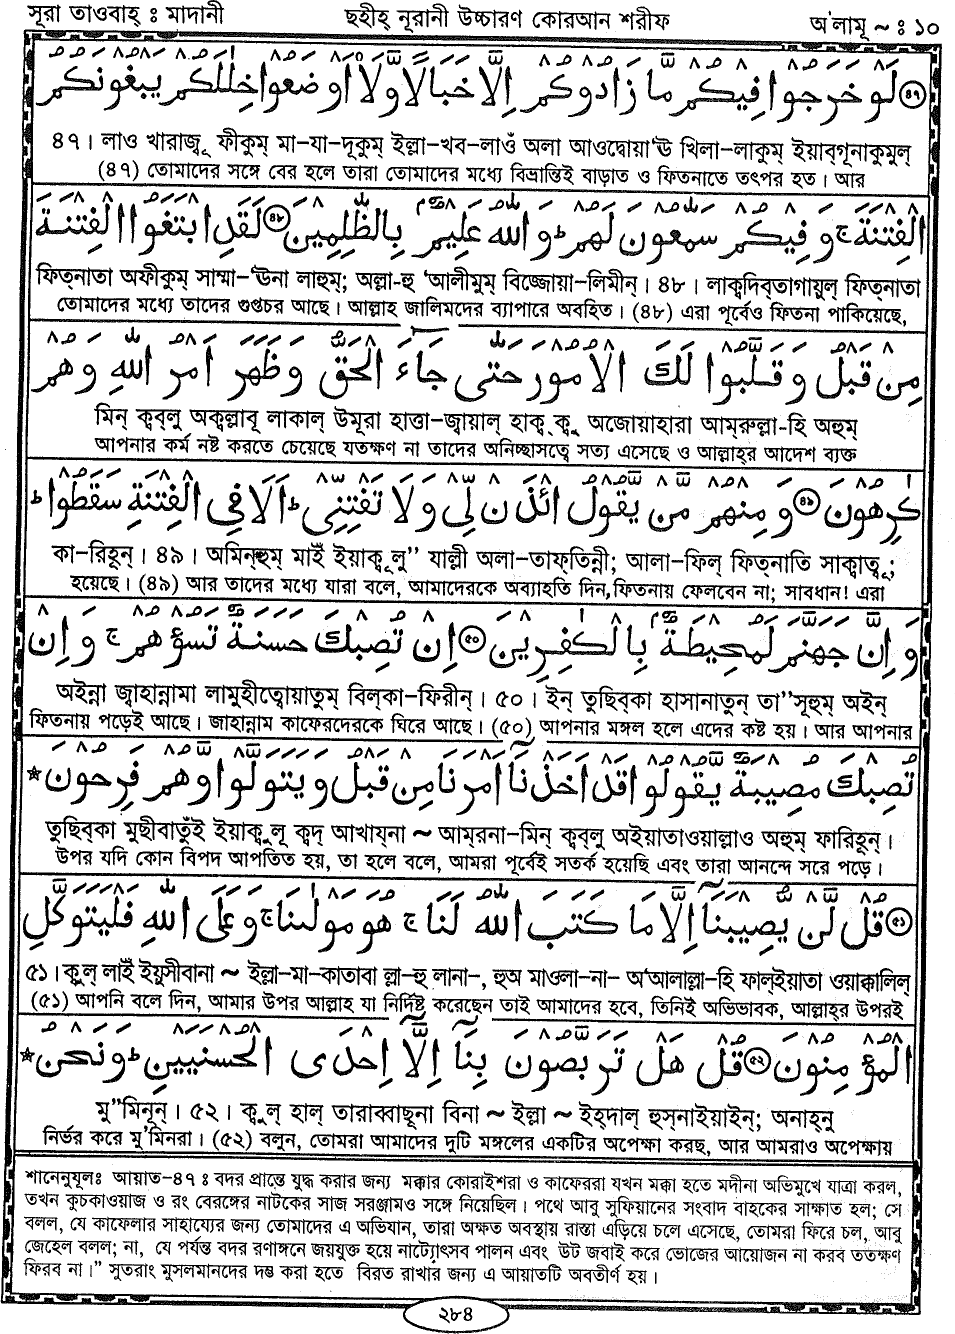 সূরা তাওবাহ্ ঃ মাদানী
ছহীহ্ নূরানী উচ্চারণ কোরআন শরীফ
অ'লামূ ~ ঃ ১০
৪৭ لَوْ خَرَجُوْا فِيْكُمْ مَّا زَادُوْكُمْ اِلَّا خَبَالًا وَّلَا۟اَوْضَعُوْا خِلٰلَكُمْ يَبْغُوْنَكُمُ
৪৭। লাও খারাজ্বূ ফীকুম্ মা-যা-দূকুম্ ইল্লা-খব-লাওঁ অলা আওদ্বোয়া'ঊ খিলা-লাকুম্ ইয়াব্গূনাকুমুল্
(৪৭) তোমাদের সঙ্গে বের হলে তারা তোমাদের মধ্যে বিভ্রান্তিই বাড়াত ও ফিতনাতে তৎপর হত। আর
الْفِتْنَةَ ج وَفِيْكُمْ سَمّٰعُوْنَ لَهُمْ ط وَاللّٰهُ عَلِيْمٌۢ بِالظّٰلِمِيْنَ ৪৮ لَقَدِ ابْتَغَوُا الْفِتْنَةَ
ফিত্নাতা অফীকুম্ সাম্মা-'ঊনা লাহুম্; অল্লা-হু 'আলীমুম্ বিজ্জোয়া-লিমীন্। ৪৮। লাক্বদিব্তাগায়ুল্ ফিত্নাতা
তোমাদের মধ্যে তাদের গুপ্তচর আছে। আল্লাহ জালিমদের ব্যাপারে অবহিত। (৪৮) এরা পূর্বেও ফিতনা পাকিয়েছে,
مِنْ قَبْلُ وَقَلَّبُوْا لَكَ الْاُمُوْرَ حَتّٰى جَآءَ الْحَقُّ وَظَهَرَ اَمْرُ اللّٰهِ وَهُمْ
মিন্ ক্বব্লু অকুল্লাবূ লাকাল্ উমূরা হাত্তা-জ্বায়াল্ হাক্ব্ক্বু অজোয়াহারা আম্রুল্লা-হি অহুম্
আপনার কর্ম নষ্ট করতে চেয়েছে যতক্ষণ না তাদের অনিচ্ছাসত্বে সত্য এসেছে ও আল্লাহ্‌র আদেশ ব্যক্ত
كٰرِهُوْنَ ৪৯ وَمِنْهُمْ مَّنْ يَّقُوْلُ ائْذَنْ لِّيْ وَلَا تَفْتِنِّيْ ط اَلَا فِي الْفِتْنَةِ سَقَطُوْا ط
কা-রিহূন্। ৪৯। অমিন্হুম্ মাইঁ ইয়াক্বূলু'' যাল্লী অলা-তাফ্তিন্নী; আলা-ফিল্ ফিত্নাতি সাক্বাত্বূ;
হয়েছে। (৪৯) আর তাদের মধ্যে যারা বলে, আমাদেরকে অব্যাহতি দিন,ফিতনায় ফেলবেন না; সাবধান! এরা
وَاِنَّ جَهَنَّمَ لَمُحِيْطَةٌۢ بِالْكٰفِرِيْنَ ৫০ اِنْ تُصِبْكَ حَسَنَةٌ تَسُؤْهُمْ ج وَاِنْ
অইন্না জ্বাহান্নামা লামুহীত্বোয়াতুম্ বিল্কা-ফিরীন্। ৫০। ইন্ তুছিব্কা হাসানাতুন্ তা''সূহুম্ অইন্
ফিতনায় পড়েই আছে। জাহান্নাম কাফেরদেরকে ঘিরে আছে। (৫০) আপনার মঙ্গল হলে এদের কষ্ট হয়। আর আপনার
تُصِبْكَ مُصِيْبَةٌ يَّقُوْلُوْا قَدْ اَخَذْنَآ اَمْرَنَا مِنْ قَبْلُ وَيَتَوَلَّوْا وَّهُمْ فَرِحُوْنَ *
তুছিব্কা মুছীবাতুঁই ইয়াক্বূলূ ক্বদ্ আখায্না ~ আম্রনা-মিন্ ক্বব্লু অইয়াতাওয়াল্লাও অহুম্ ফারিহূন্।
উপর যদি কোন বিপদ আপতিত হয়, তা হলে বলে, আমরা পূর্বেই সতর্ক হয়েছি এবং তারা আনন্দে সরে পড়ে।
৫১ قُلْ لَّنْ يُّصِيْبَنَآ اِلَّا مَا كَتَبَ اللّٰهُ لَنَا ج هُوَ مَوْلٰىنَا ج وَعَلَى اللّٰهِ فَلْيَتَوَكَّلِ
৫১। কুল্ লাইঁ ইয়ুসীবানা ~ ইল্লা-মা-কাতাবা ল্লা-হু লানা-, হুঅ মাওলা-না- অ'আলাল্লা-হি ফাল্ইয়াতা ওয়াক্কালিল্
(৫১) আপনি বলে দিন, আমার উপর আল্লাহ যা নির্দিষ্ট করেছেন তাই আমাদের হবে, তিনিই অভিভাবক, আল্লাহ্‌র উপরই
الْمُؤْمِنُوْنَ ৫২ قُلْ هَلْ تَرَبَّصُوْنَ بِنَآ اِلَّآ اِحْدَى الْحُسْنَيَيْنِ ط وَنَحْنُ *
মু''মিনূন্। ৫২। ক্বুল্ হাল্ তারাব্বাছূনা বিনা ~ ইল্লা ~ ইহ্দাল্ হুস্নাইয়াইন্; অনাহ্নু
নির্ভর করে মু'মিনরা। (৫২) বলুন, তোমরা আমাদের দুটি মঙ্গলের একটির অপেক্ষা করছ, আর আমরাও অপেক্ষায়
শানেনুযূলঃ আয়াত-৪৭ ঃ বদর প্রান্তে যুদ্ধ করার জন্য মক্কার কোরাইশরা ও কাফেররা যখন মক্কা হতে মদীনা অভিমুখে যাত্রা করল,
তখন কুচকাওয়াজ ও রং বেরঙ্গের নাটকের সাজ সরঞ্জামও সঙ্গে নিয়েছিল। পথে আবু সুফিয়ানের সংবাদ বাহকের সাক্ষাত হল; সে
বলল, যে কাফেলার সাহায্যের জন্য তোমাদের এ অভিযান, তারা অক্ষত অবস্থায় রাস্তা এড়িয়ে চলে এসেছে, তোমরা ফিরে চল, আবু
জেহেল বলল; না, যে পর্যন্ত বদর রণাঙ্গনে জয়যুক্ত হয়ে নাট্যোৎসব পালন এবং উট জবাই করে ভোজের আয়োজন না করব ততক্ষণ
ফিরব না।" সুতরাং মুসলমানদের দম্ভ করা হতে বিরত রাখার জন্য এ আয়াতটি অবতীর্ণ হয়।
২৮৪